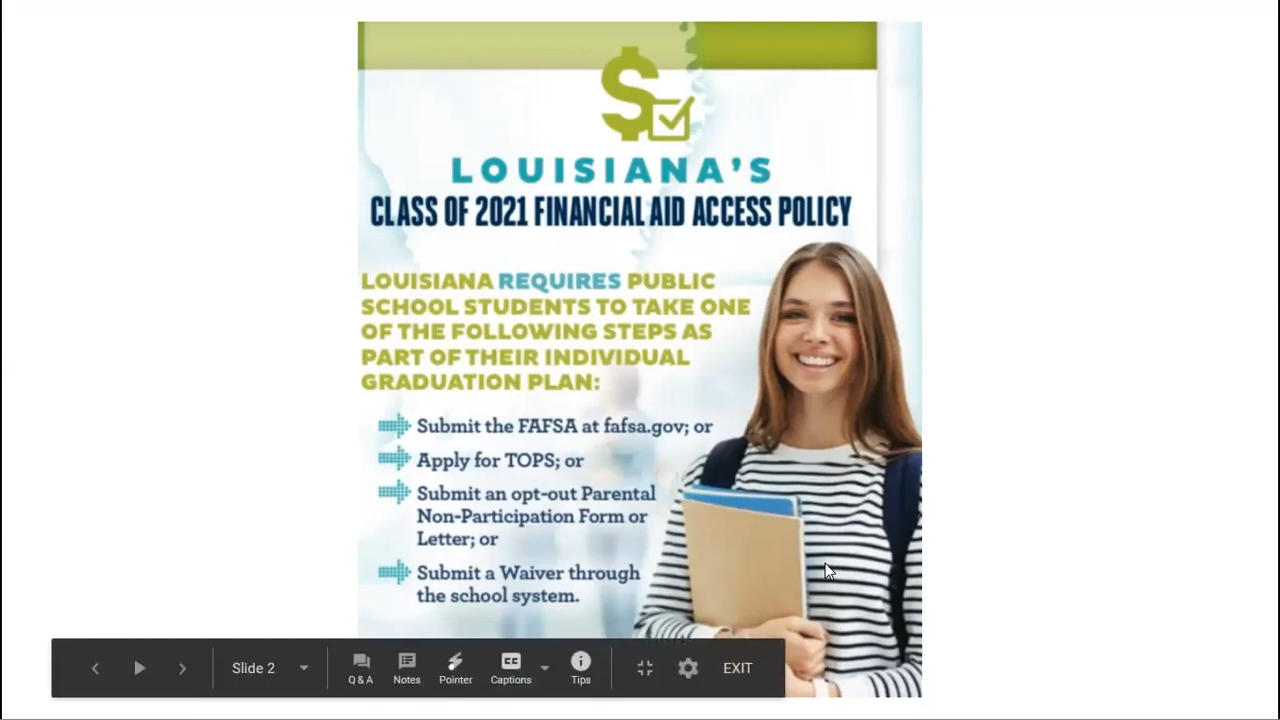 LOUISIANA'S
CLASS OF 2021 FINANCIAL AID ACCESS POLICY
LOUISIANA REQUIRES PUBLIC
SCHOOL STUDENTS TO TAKE ONE
OF THE FOLLOWING STEPS AS
PART OF THEIR INDIVIDUAL
GRADUATION PLAN:
Submit the FAFSA at fafsa.gov; or
Apply for TOPS; or
Submit an opt-out Parental
Non-Participation Form or
Letter; or
Submit a Waiver through
the school system.
Slide 2
Q & A
Notes
Pointer
Captions
Tips
EXIT